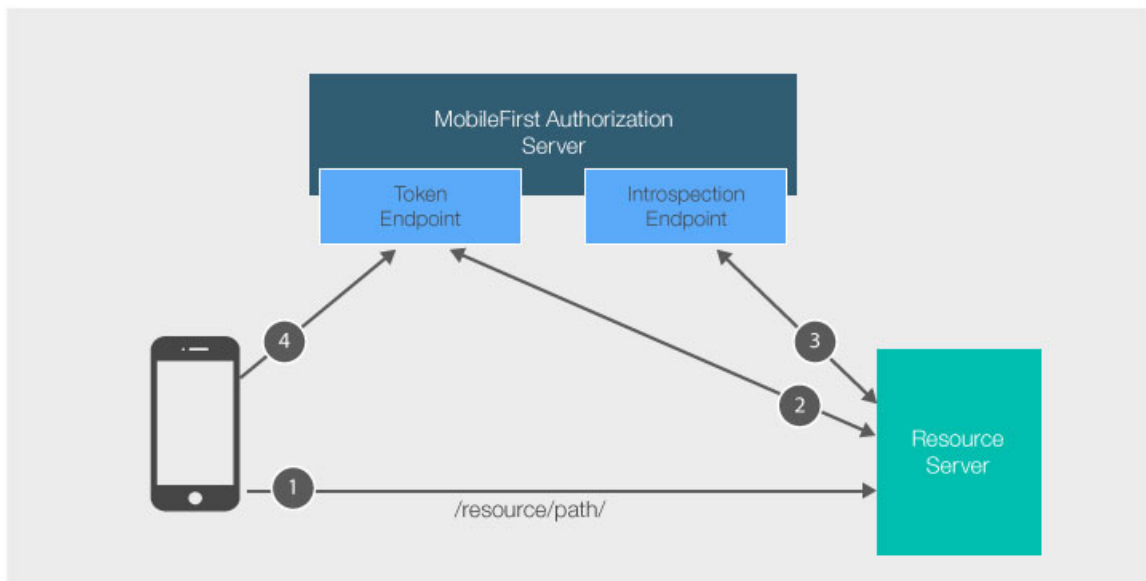 MobileFirst Authorization
Server
Token
Endpoint
Introspection
Endpoint
4
3
2
Resource
Server
1
/resource/path/